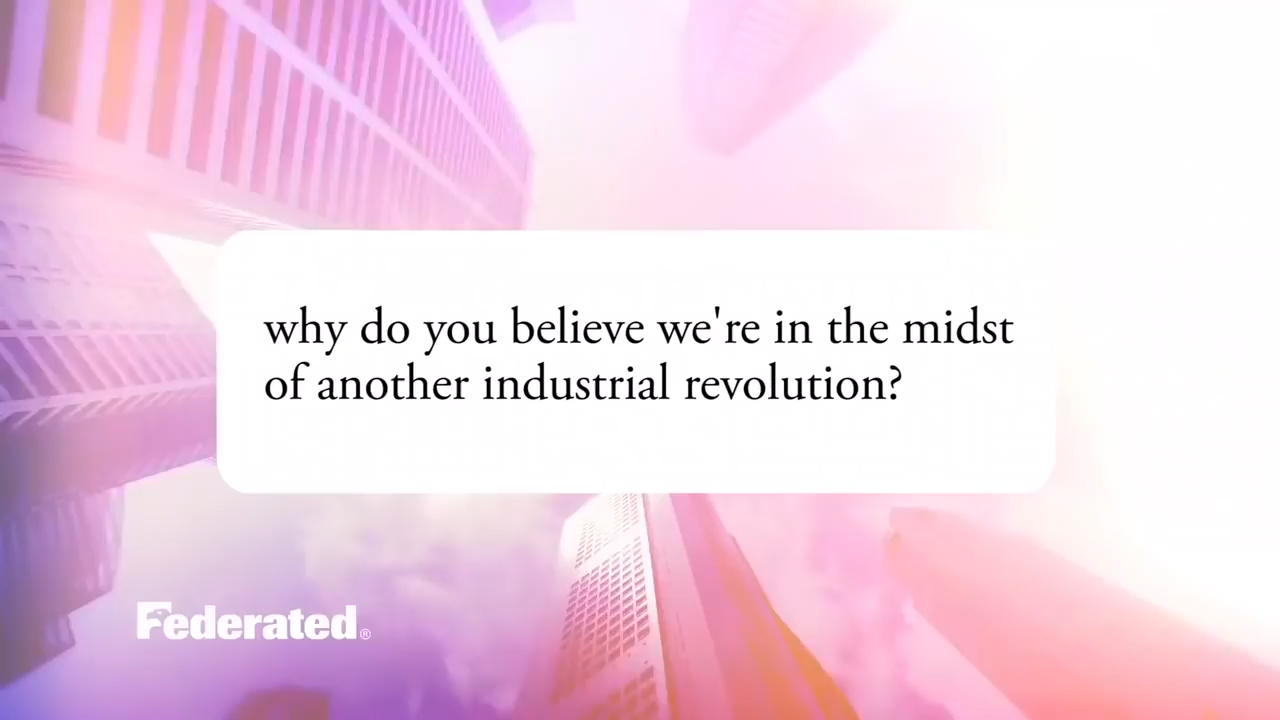 why do you believe we're in the midst
of another industrial revolution?
Federated®